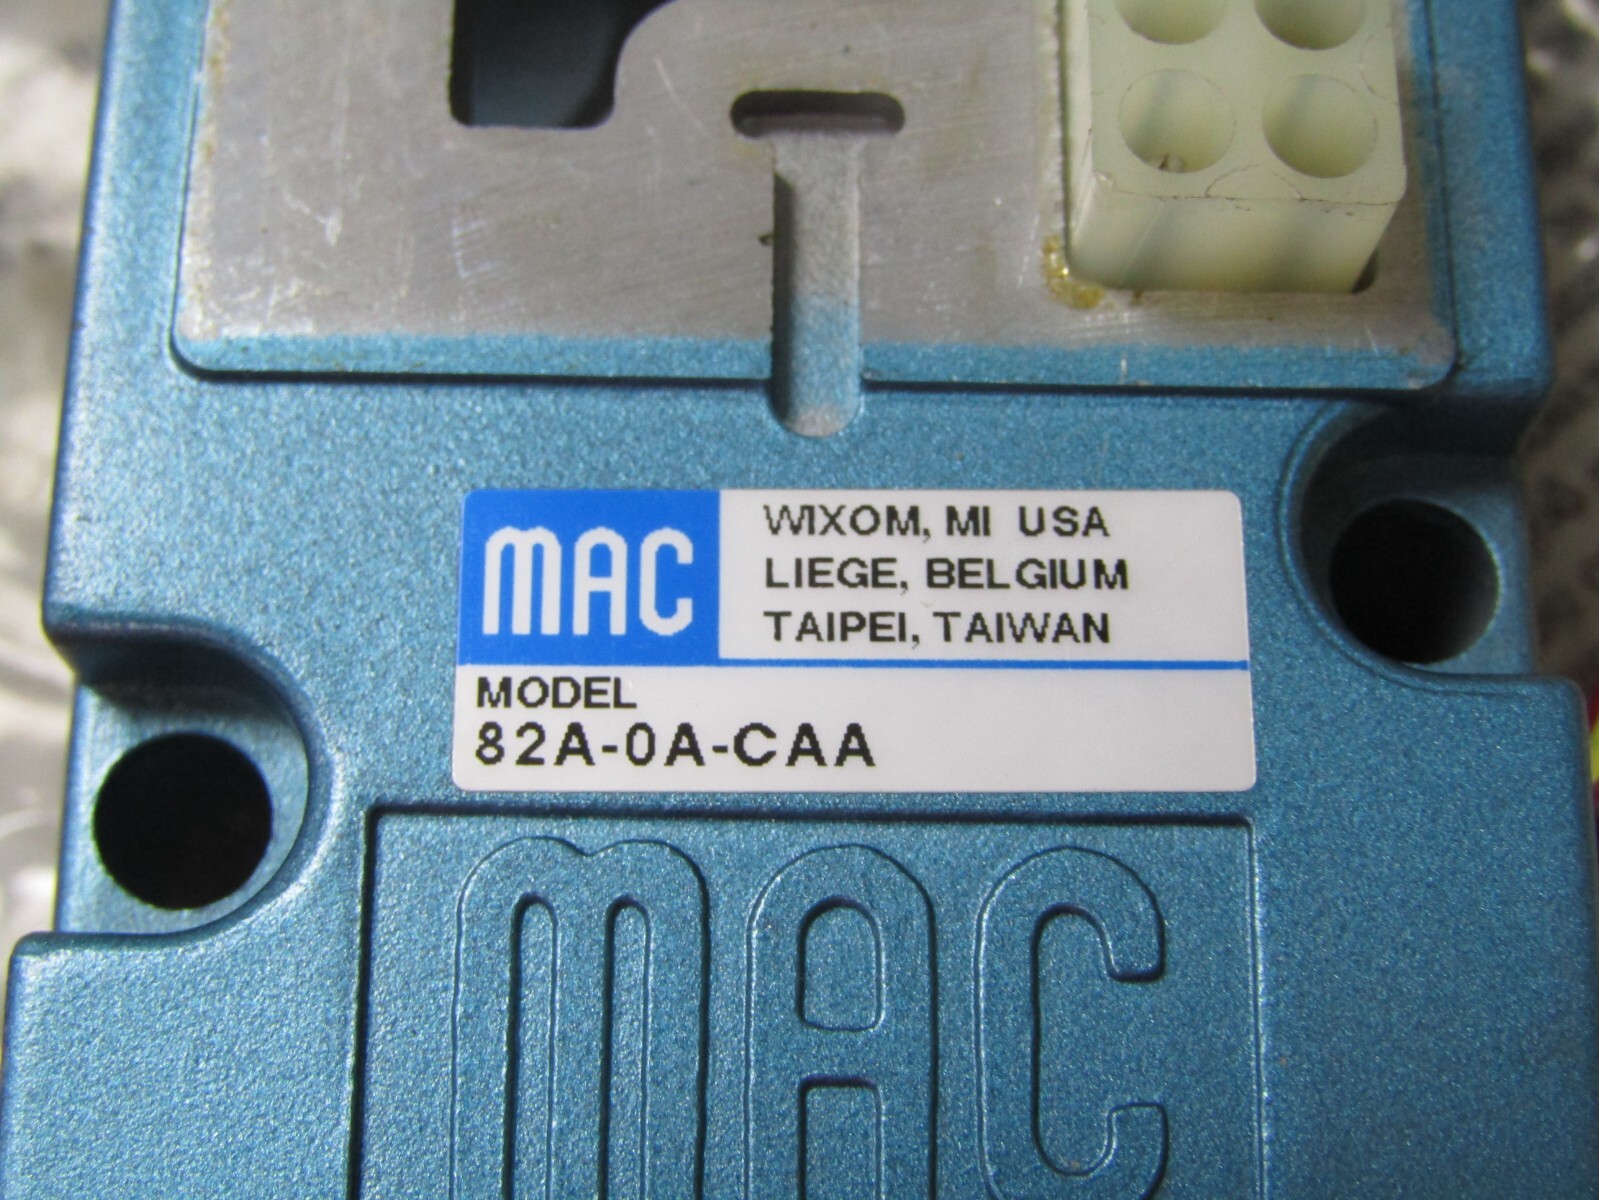 MAC
WIXOM, MI USA
LIEGE, BELGIUM
TAIPEI, TAIWAN
MODEL
82A-0A-CAA
MAC